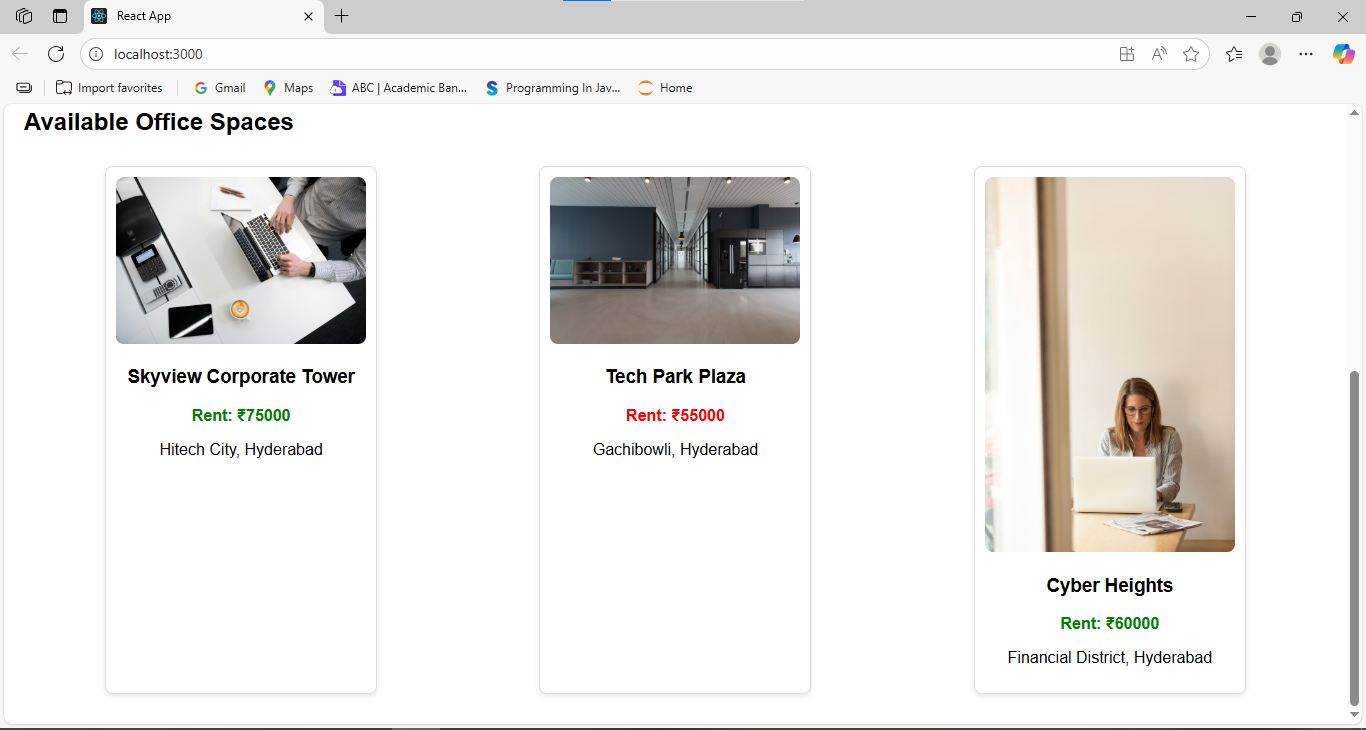 React App
localhost:3000
Import favorites
Gmail
Maps
ABC | Academic Ban...
Programming In Jav...
Home
Available Office Spaces
Skyview Corporate Tower
Rent: ₹75000
Hitech City, Hyderabad
Tech Park Plaza
Rent: ₹55000
Gachibowli, Hyderabad
Cyber Heights
Rent: ₹60000
Financial District, Hyderabad